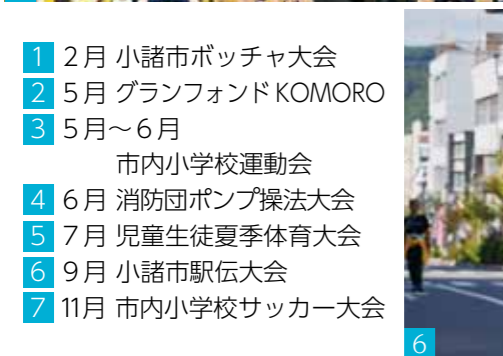 1 2月 小諸市ボッチャ大会
2 5月 グランフォンドKOMORO
3 5月～6月
市内小学校運動会
4 6月 消防団ポンプ操法大会
5 7月 児童生徒夏季体育大会
6 9月 小諸市駅伝大会
7 11月 市内小学校サッカー大会
6